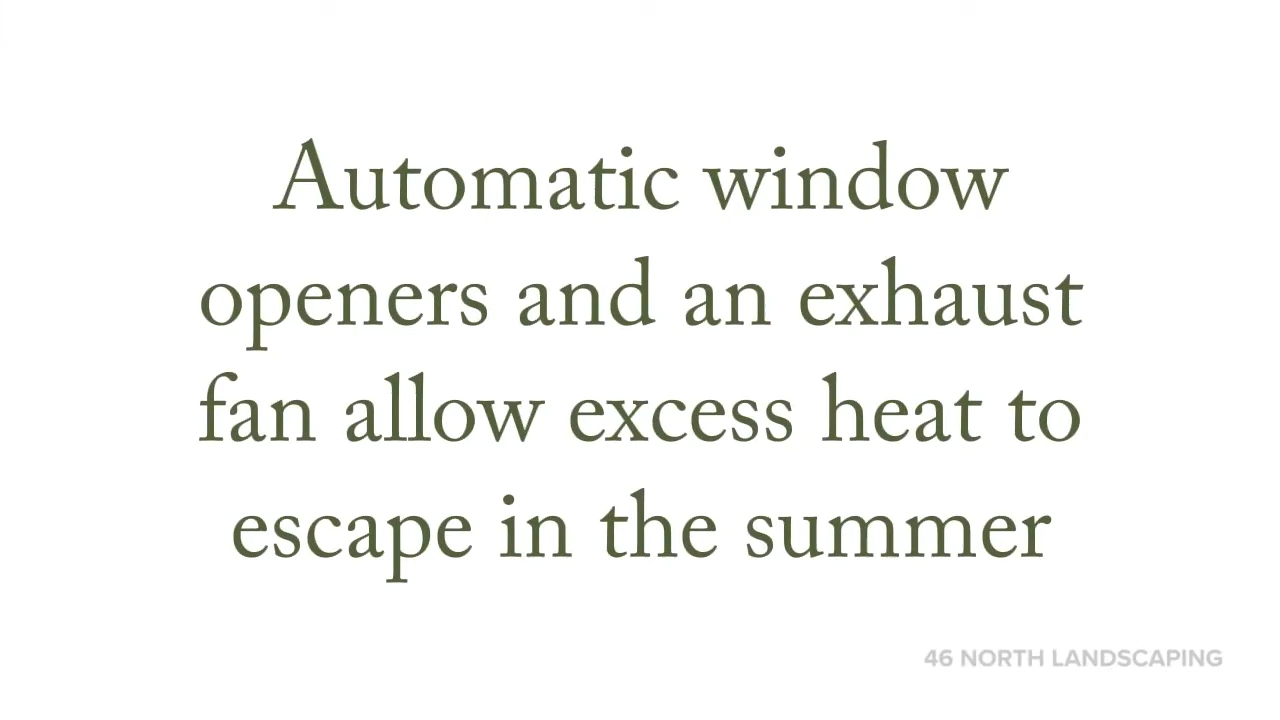 Automatic window
openers and an exhaust
fan allow excess heat to
escape in the summer
46 NORTH LANDSCAPING